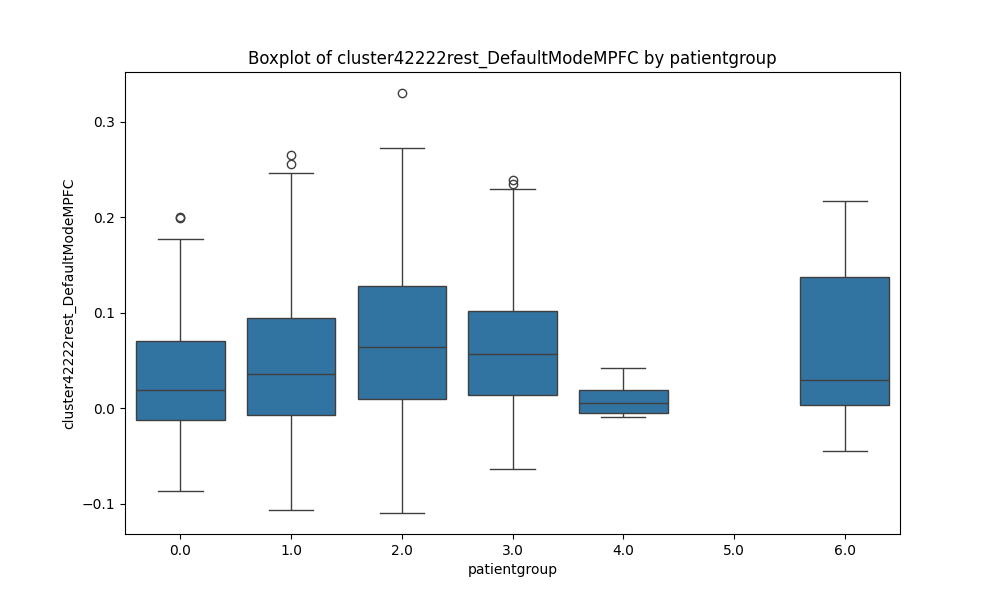 Boxplot of cluster42222rest_DefaultModeMPFC by patientgroup
cluster42222rest_DefaultModeMPFC
0.3
0.2
0.1
0.0
−0.1
0.0 1.0 2.0 3.0 4.0 5.0 6.0
patientgroup